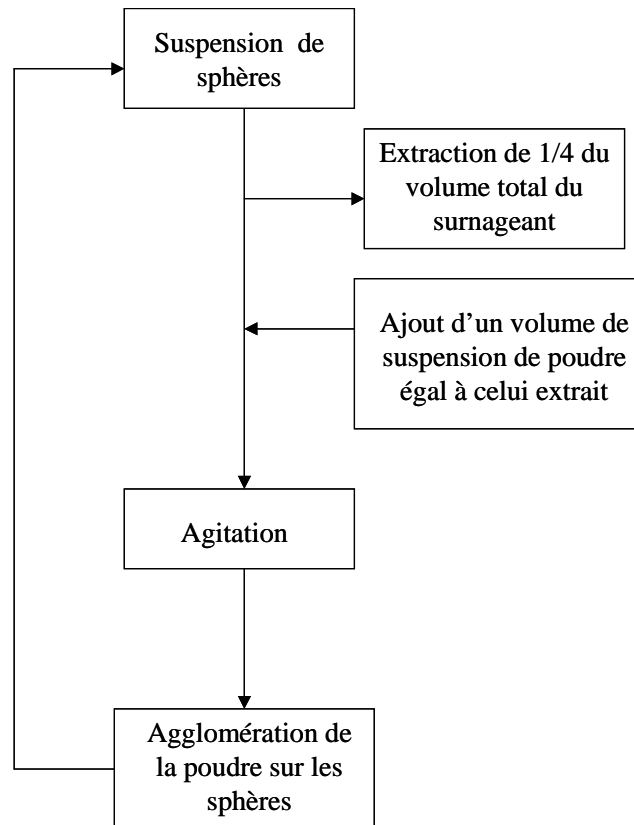 Suspension de
sphères
Extraction de 1/4 du
volume total du
surnageant
Ajout d'un volume de
suspension de poudre
égal à celui extrait
Agitation
Agglomération de
la poudre sur les
sphères